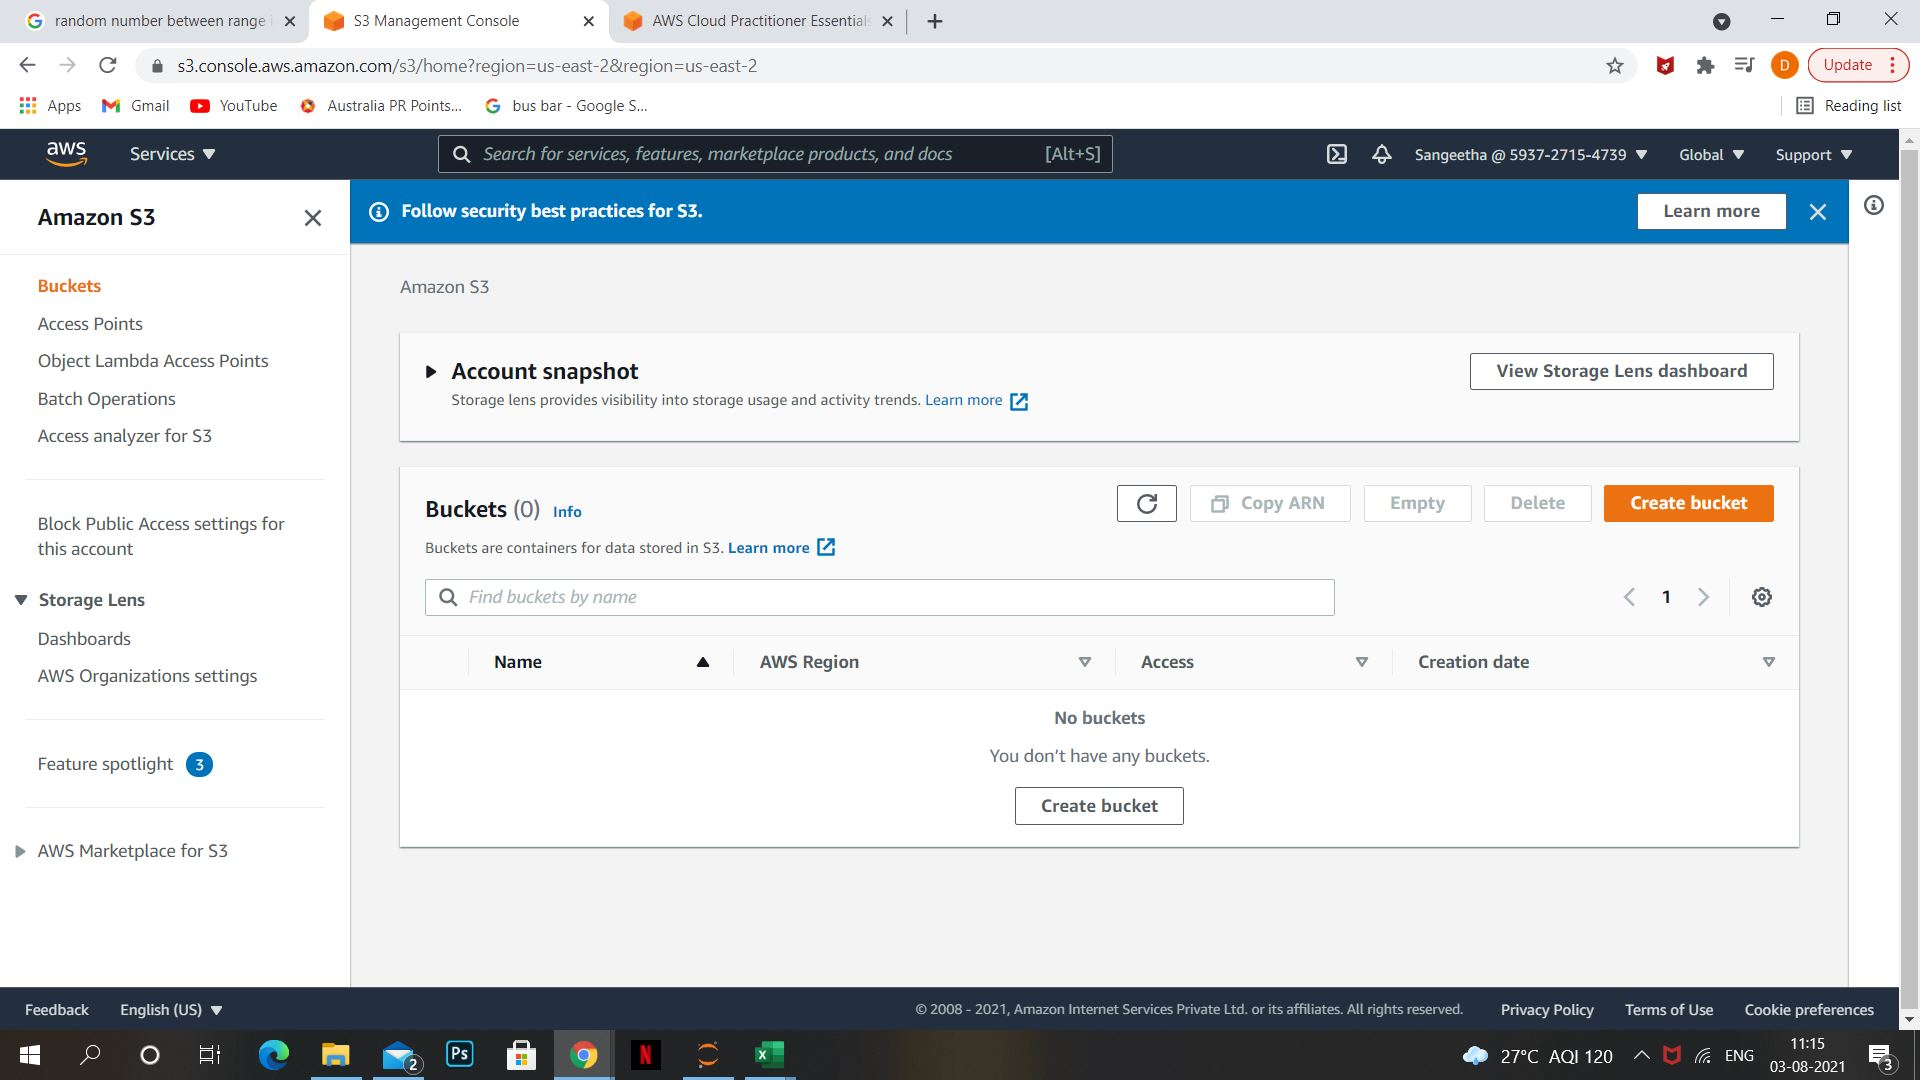 random number between range i
S3 Management Console
AWS Cloud Practitioner Essentials
s3.console.aws.amazon.com/s3/home?region=us-east-2&region=us-east-2
D
Update
Apps
Gmail
YouTube
Australia PR Points...
bus bar - Google S...
Reading list
aws
Services
Search for services, features, marketplace products, and docs
[Alt+S]
Sangeetha @ 5937-2715-4739
Global
Support
Amazon S3
Follow security best practices for S3.
Learn more
Buckets
Access Points
Object Lambda Access Points
Batch Operations
Access analyzer for S3
Block Public Access settings for
this account
Storage Lens
Dashboards
AWS Organizations settings
Feature spotlight 3
AWS Marketplace for S3
Amazon S3
Account snapshot
View Storage Lens dashboard
Storage lens provides visibility into storage usage and activity trends. Learn more
Buckets (0) Info
Copy ARN
Empty
Delete
Create bucket
Buckets are containers for data stored in S3. Learn more
Find buckets by name
1
Name
AWS Region
Access
Creation date
No buckets
You don't have any buckets.
Create bucket
Feedback
English (US)
© 2008 - 2021, Amazon Internet Services Private Ltd. or its affiliates. All rights reserved.
Privacy Policy
Terms of Use
Cookie preferences
2
Ps
N
X
27°C AQI 120
ENG
11:15
03-08-2021
3